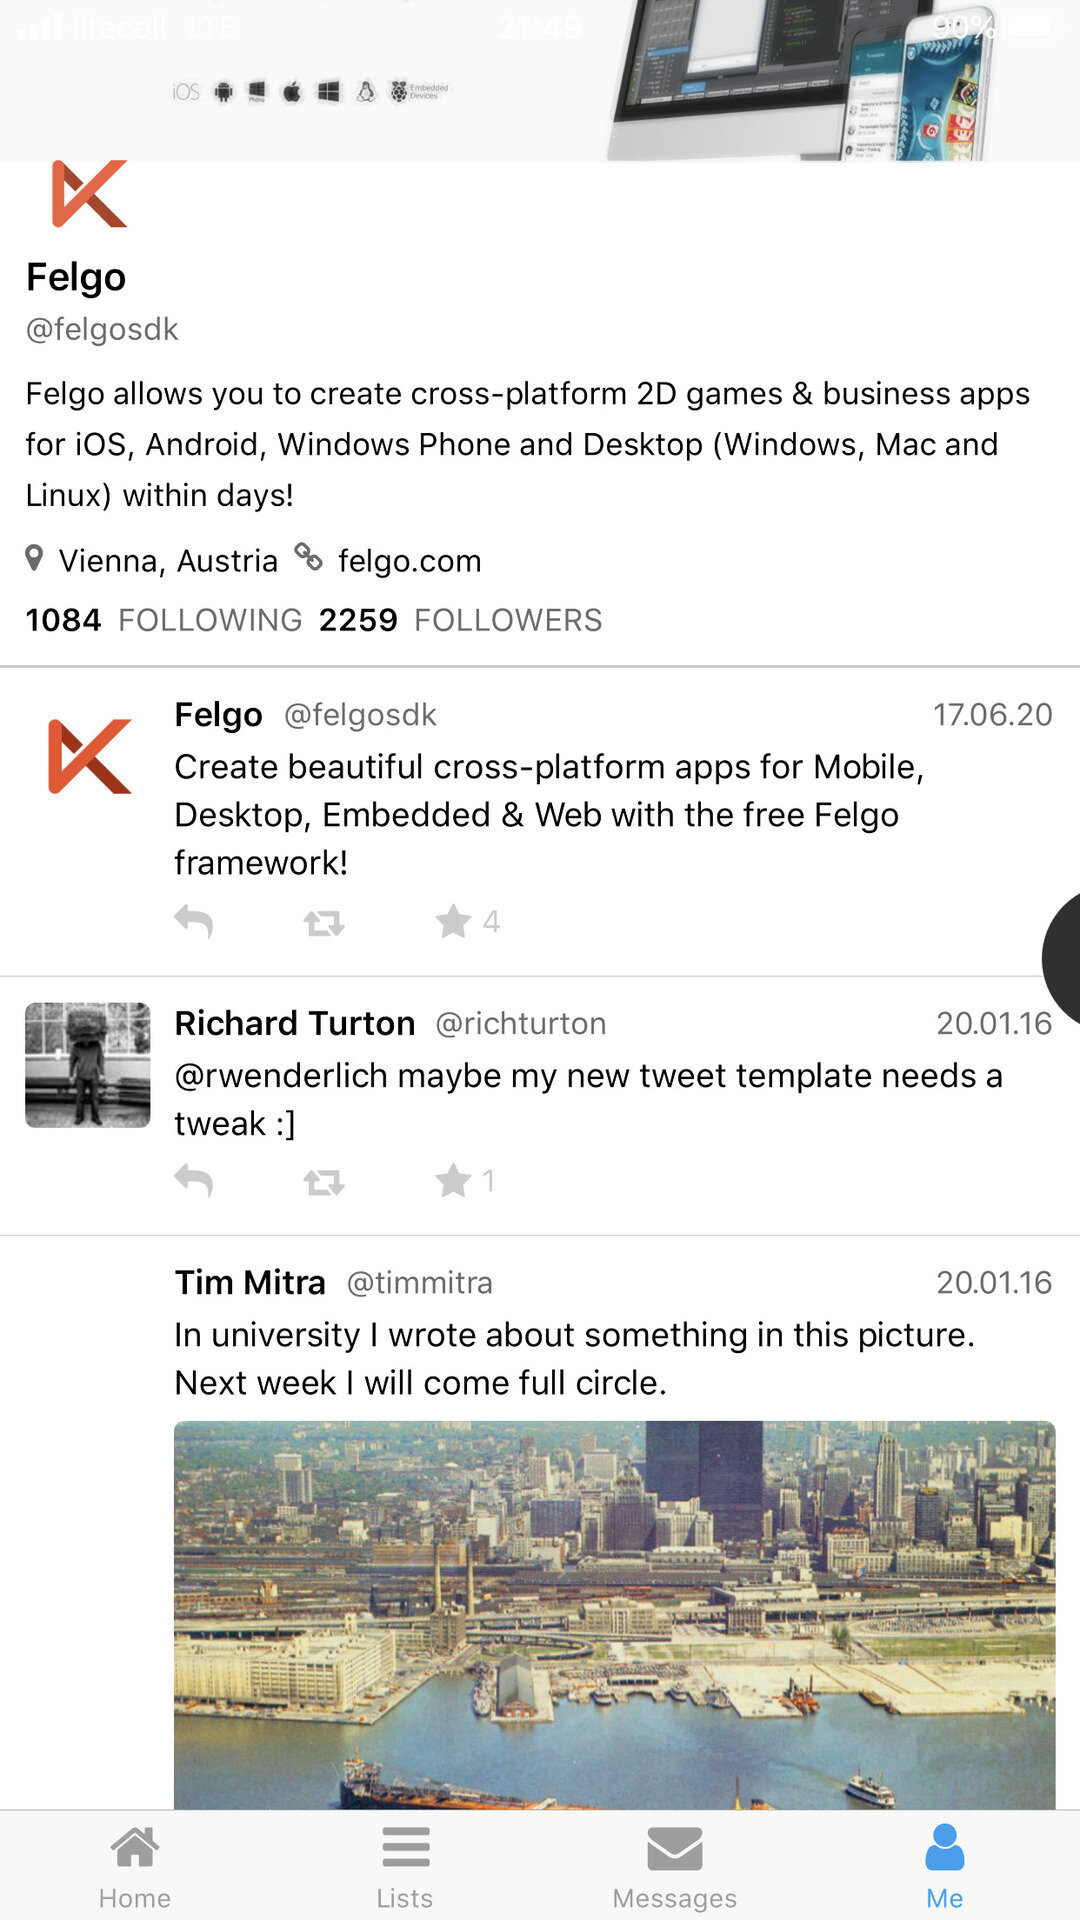 lifecell LTE 21:49 90%
iOS Phone Embedded
Devices
Felgo
@felgosdk
Felgo allows you to create cross-platform 2D games & business apps
for iOS, Android, Windows Phone and Desktop (Windows, Mac and
Linux) within days!
Vienna, Austria felgo.com
1084 FOLLOWING 2259 FOLLOWERS
Felgo @felgosdk 17.06.20
Create beautiful cross-platform apps for Mobile,
Desktop, Embedded & Web with the free Felgo
framework!
4
Richard Turton @richturton 20.01.16
@rwenderlich maybe my new tweet template needs a
tweak :]
1
Tim Mitra @timmitra 20.01.16
In university I wrote about something in this picture.
Next week I will come full circle.
Home Lists Messages Me